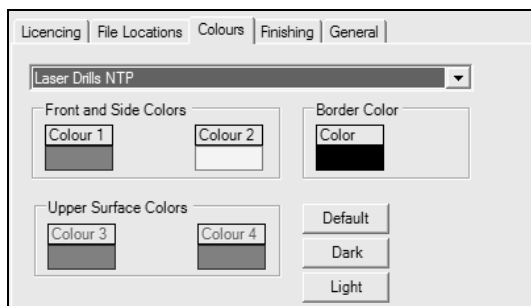 Licencing File Locations Colours Finishing General
Laser Drills NTP
Front and Side Colors
Border Color
Colour 1 Colour 2 Color
Upper Surface Colors
Colour 3 Colour 4
Default
Dark
Light